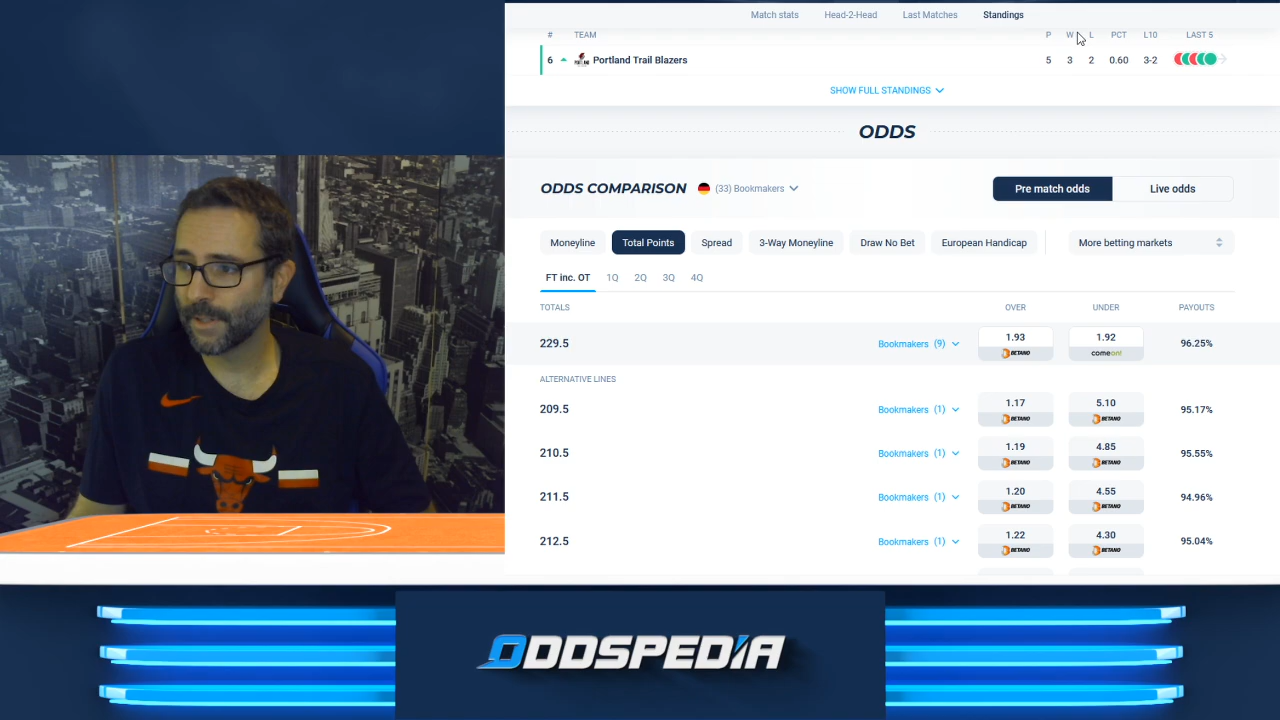 Match stats Head-2-Head Last Matches Standings
# TEAM P W L PCT L10 LAST 5
6 Portland Trail Blazers 5 3 2 0.60 3-2
SHOW FULL STANDINGS
ODDS
ODDS COMPARISON (33) Bookmakers Pre match odds Live odds
Moneyline Total Points Spread 3-Way Moneyline Draw No Bet European Handicap More betting markets
FT inc. OT 1Q 2Q 3Q 4Q
TOTALS OVER UNDER PAYOUTS
229.5 Bookmakers (9) 1.93 1.92 96.25%
BETANO comeon!
ALTERNATIVE LINES
209.5 Bookmakers (1) 1.17 5.10 95.17%
BETANO BETANO
210.5 Bookmakers (1) 1.19 4.85 95.55%
BETANO BETANO
211.5 Bookmakers (1) 1.20 4.55 94.96%
BETANO BETANO
212.5 Bookmakers (1) 1.22 4.30 95.04%
BETANO BETANO
ODDSPEDIA